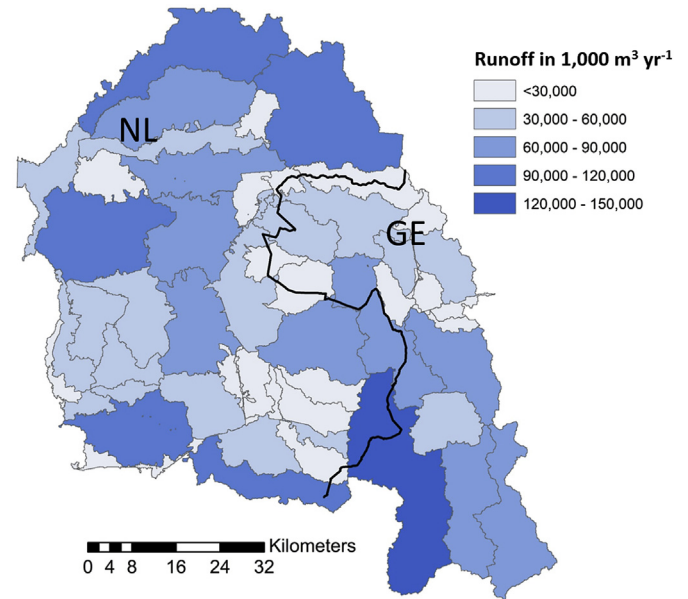 Runoff in 1,000 m³ yr⁻¹
<30,000
30,000 - 60,000
60,000 - 90,000
90,000 - 120,000
120,000 - 150,000
NL
GE
Kilometers
0 4 8 16 24 32